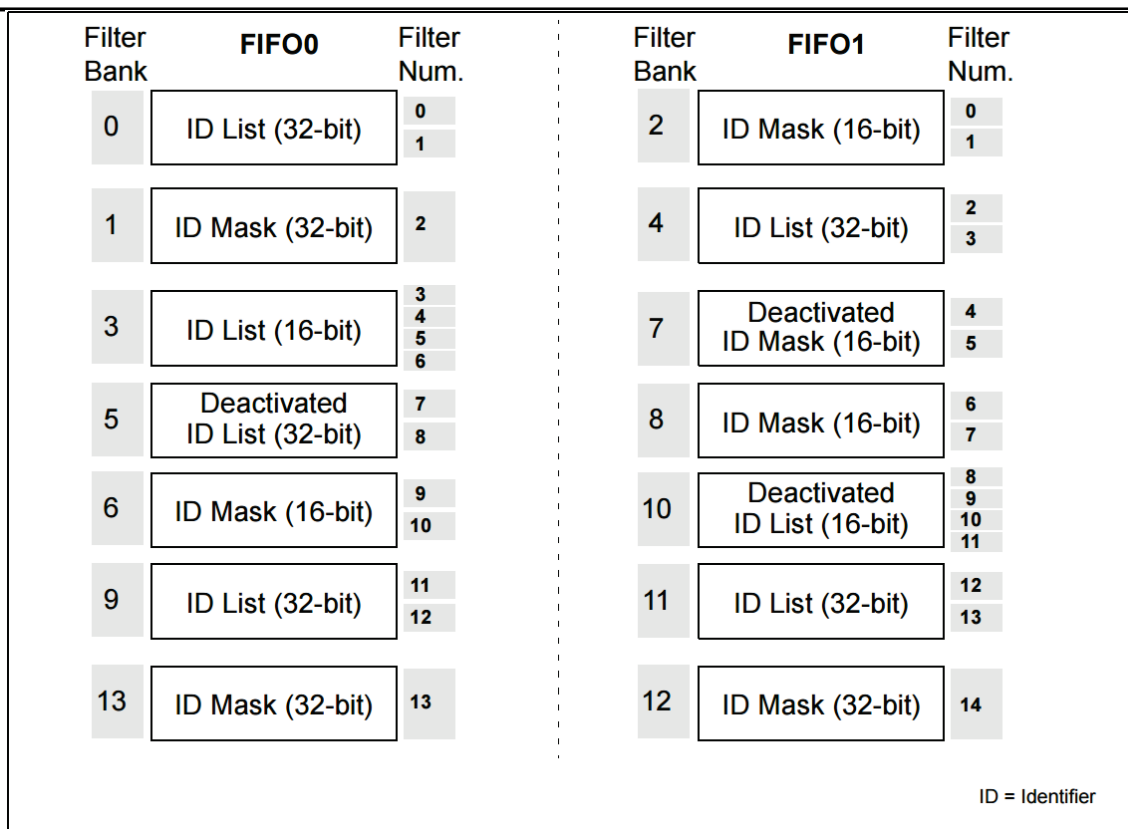 Filter Bank
FIFO0
Filter Num.
0
ID List (32-bit)
0
1
1
ID Mask (32-bit)
2
3
ID List (16-bit)
3
4
5
6
5
Deactivated
ID List (32-bit)
7
8
6
ID Mask (16-bit)
9
10
9
ID List (32-bit)
11
12
13
ID Mask (32-bit)
13
Filter Bank
FIFO1
Filter Num.
2
ID Mask (16-bit)
0
1
4
ID List (32-bit)
2
3
7
Deactivated
ID Mask (16-bit)
4
5
8
ID Mask (16-bit)
6
7
10
Deactivated
ID List (16-bit)
8
9
10
11
11
ID List (32-bit)
12
13
12
ID Mask (32-bit)
14
ID = Identifier